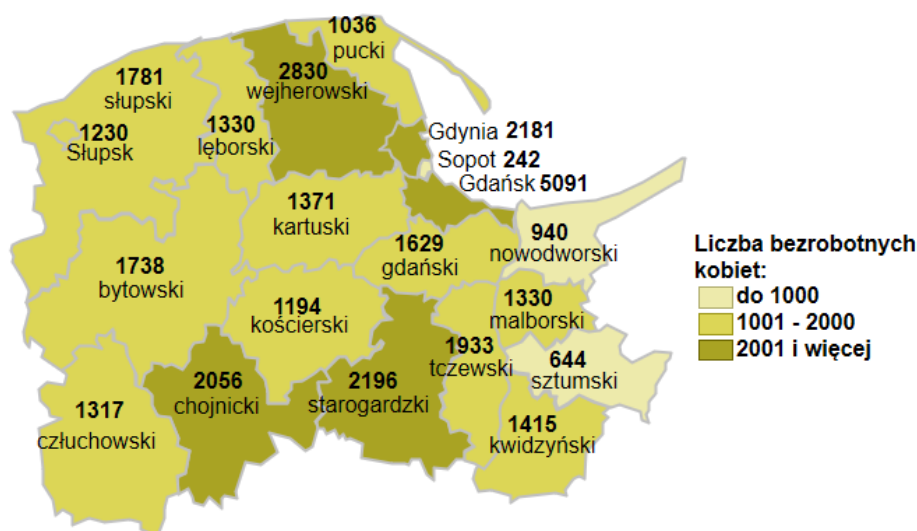 1036
pucki
2830
wejherowski
1781
słupski
1230
Słupsk
1330
lęborski
Gdynia 2181
Sopot 242
Gdańsk 5091
1371
kartuski
1629
gdański
940
nowodworski
1738
bytowski
1194
kościerski
1330
malborski
1933
tczewski
644
sztumski
2056
chojnicki
2196
starogardzki
1317
człuchowski
1415
kwidzyński
Liczba bezrobotnych
kobiet:
do 1000
1001 - 2000
2001 i więcej